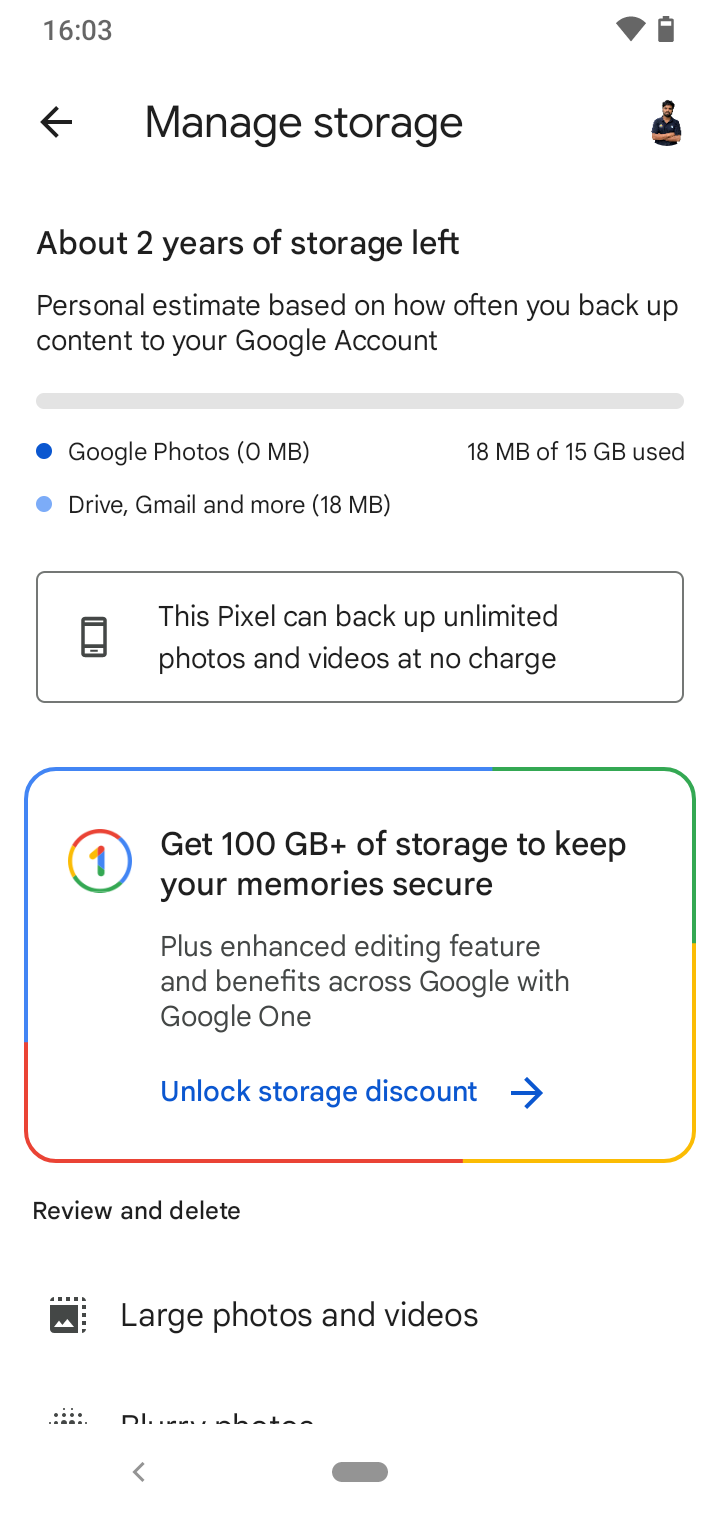 16:03
Manage storage
About 2 years of storage left
Personal estimate based on how often you back up
content to your Google Account
Google Photos (0 MB)
18 MB of 15 GB used
Drive, Gmail and more (18 MB)
This Pixel can back up unlimited
photos and videos at no charge
1
Get 100 GB+ of storage to keep
your memories secure
Plus enhanced editing feature
and benefits across Google with
Google One
Unlock storage discount
Review and delete
Large photos and videos
Blurry photos